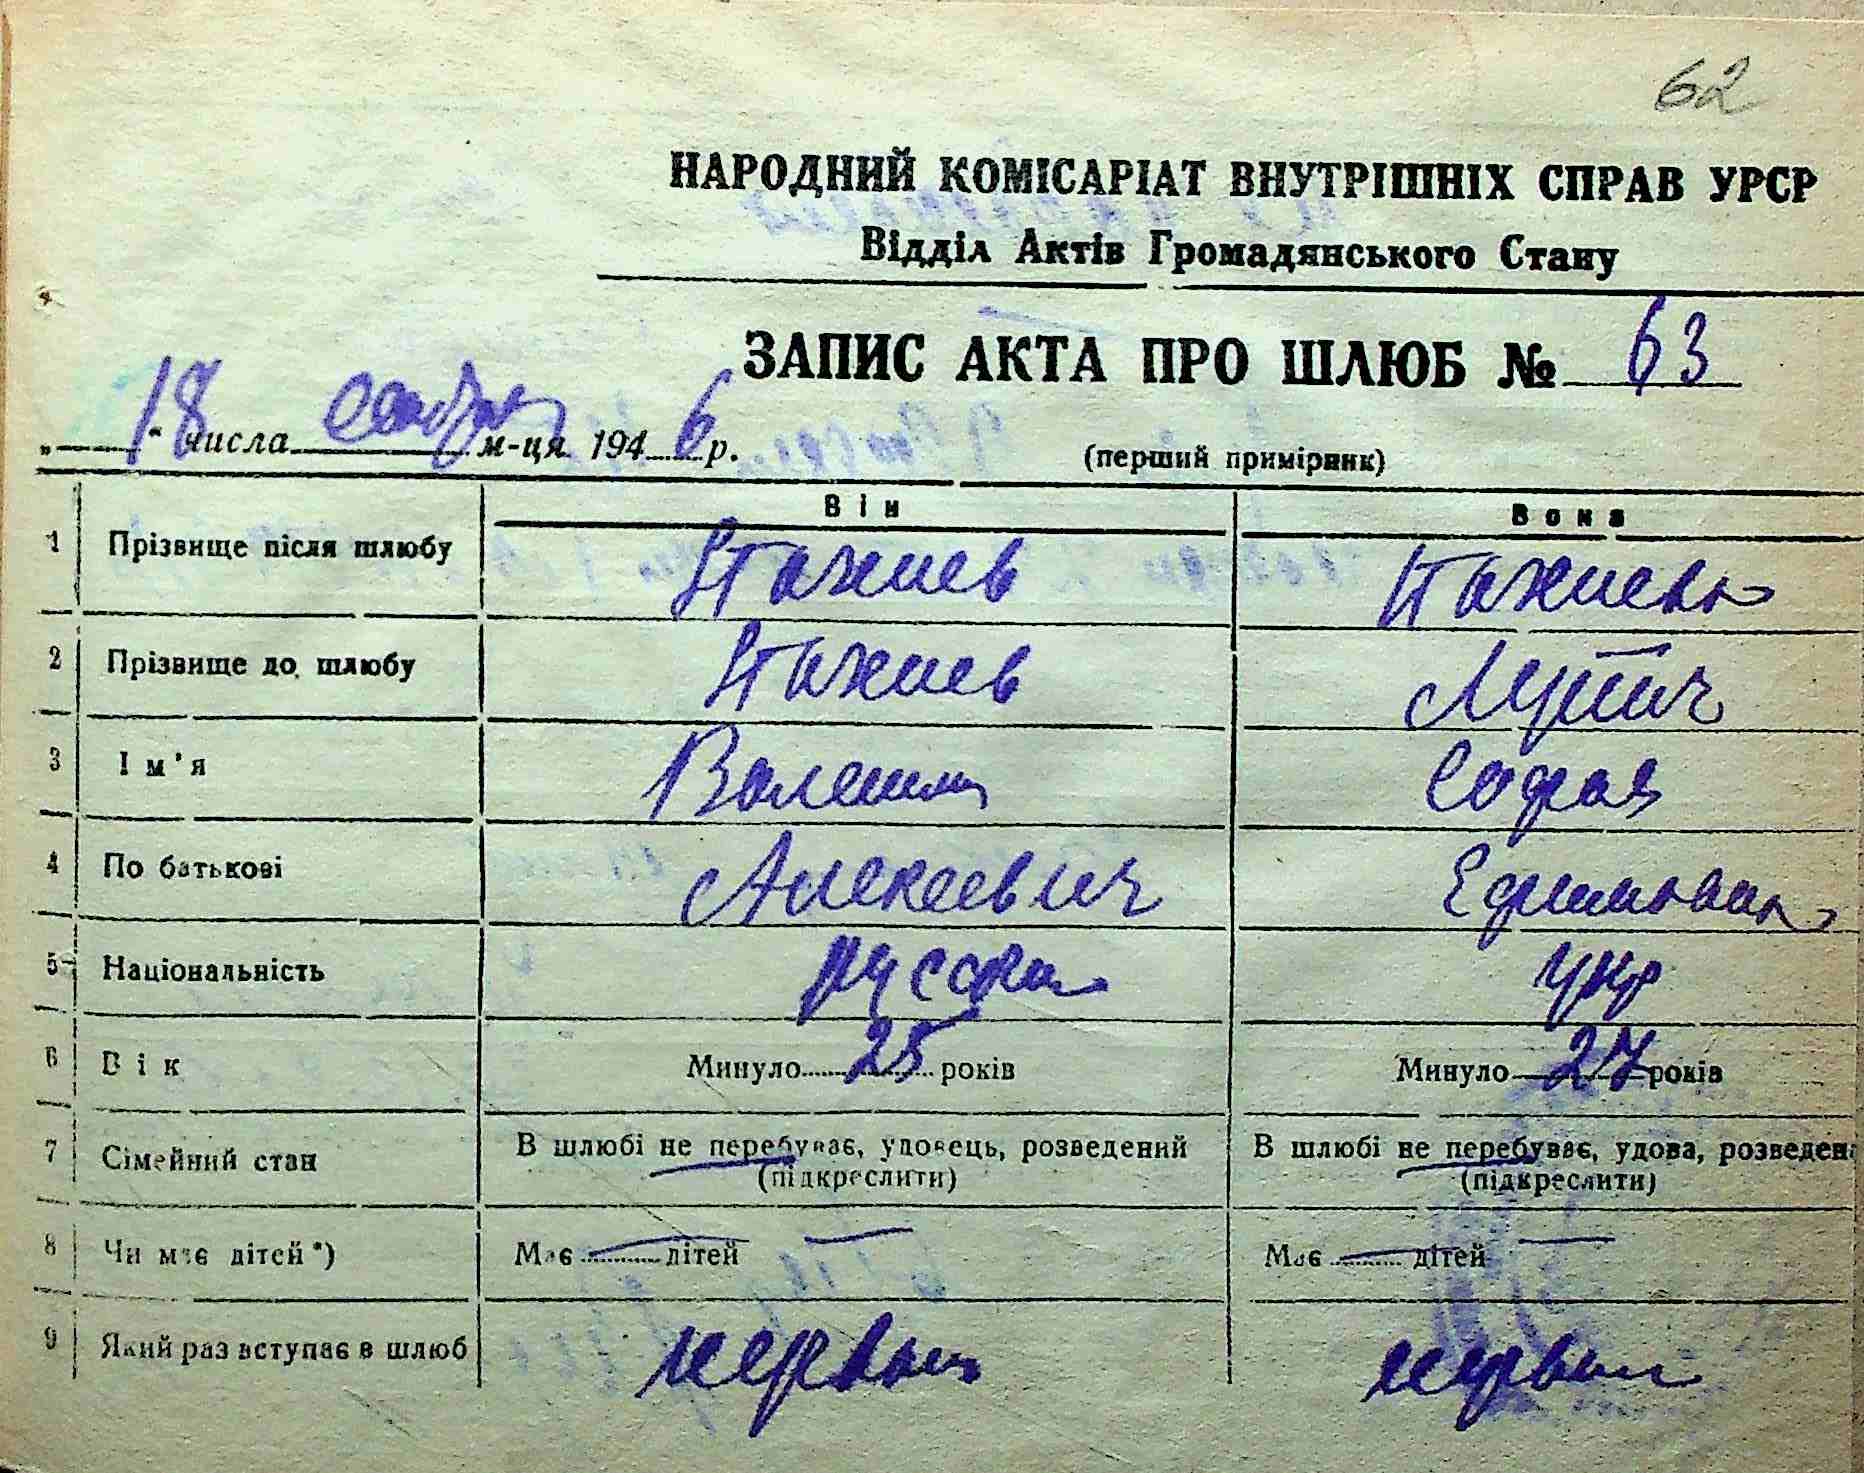 62
НАРОДНИЙ КОМІСАРІАТ ВНУТРІШНІХ СПРАВ УРСР
Відділ Актів Громадянського Стану
ЗАПИС АКТА ПРО ШЛЮБ № 63
„18“ числа м-ця 1946 р. (перший примірник)
Він Вона
1 Прізвище після шлюбу
2 Прізвище до шлюбу
3 Ім'я Валентин София
4 По батькові Алексеевич Ефимовна
5 Національність русский укр
6 Вік Минуло 25 років Минуло 27 років
7 Сімейний стан В шлюбі не перебуває, удовець, розведений В шлюбі не перебуває, удова, розведена
(підкреслити) (підкреслити)
8 Чи має дітей *) Має — дітей — Має — дітей —
9 Який раз вступає в шлюб первый первый